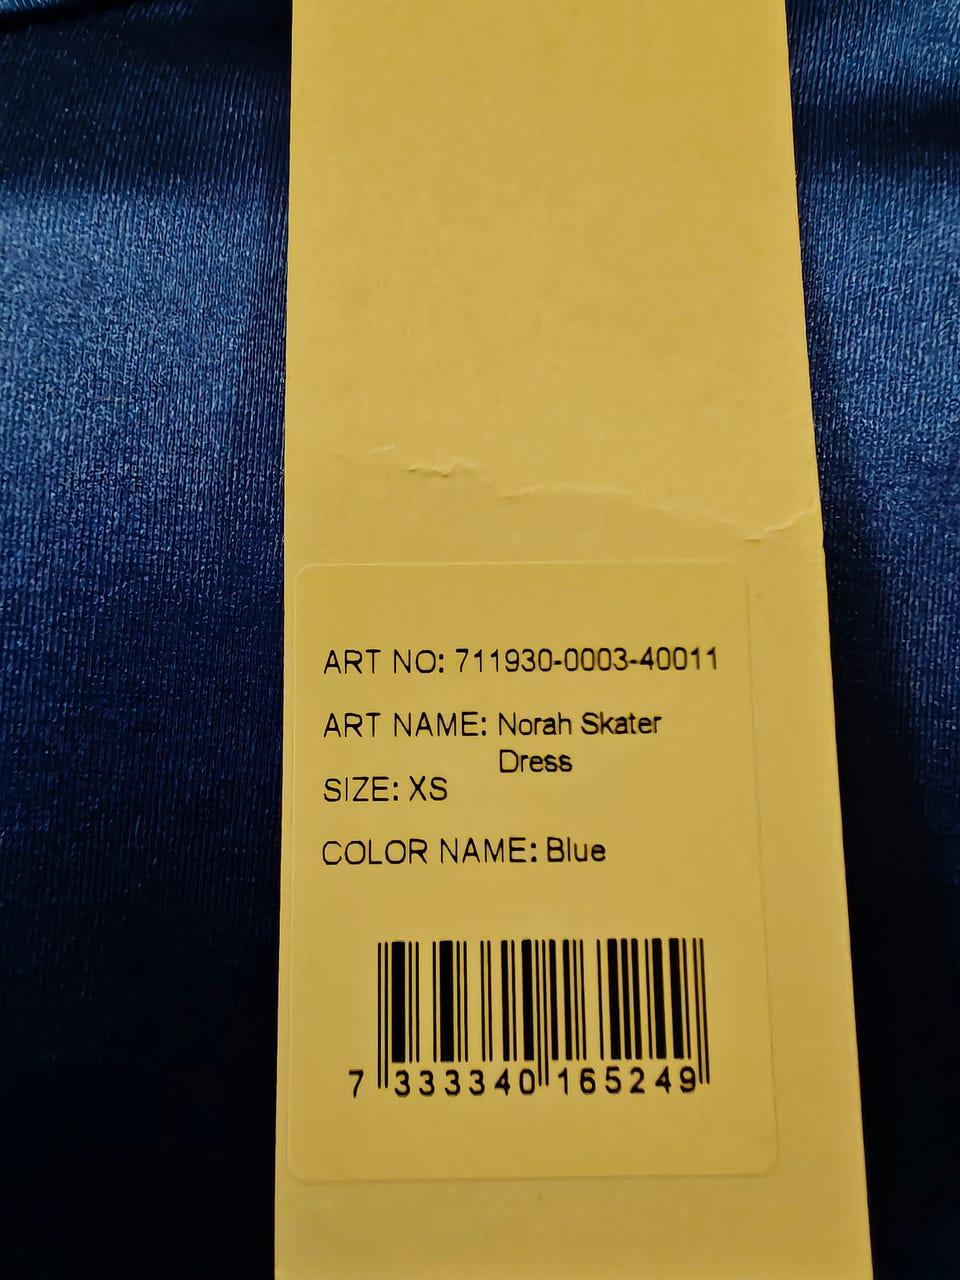 ART NO: 711930-0003-40011
ART NAME: Norah Skater
Dress
SIZE: XS
COLOR NAME: Blue
7 333340 165249